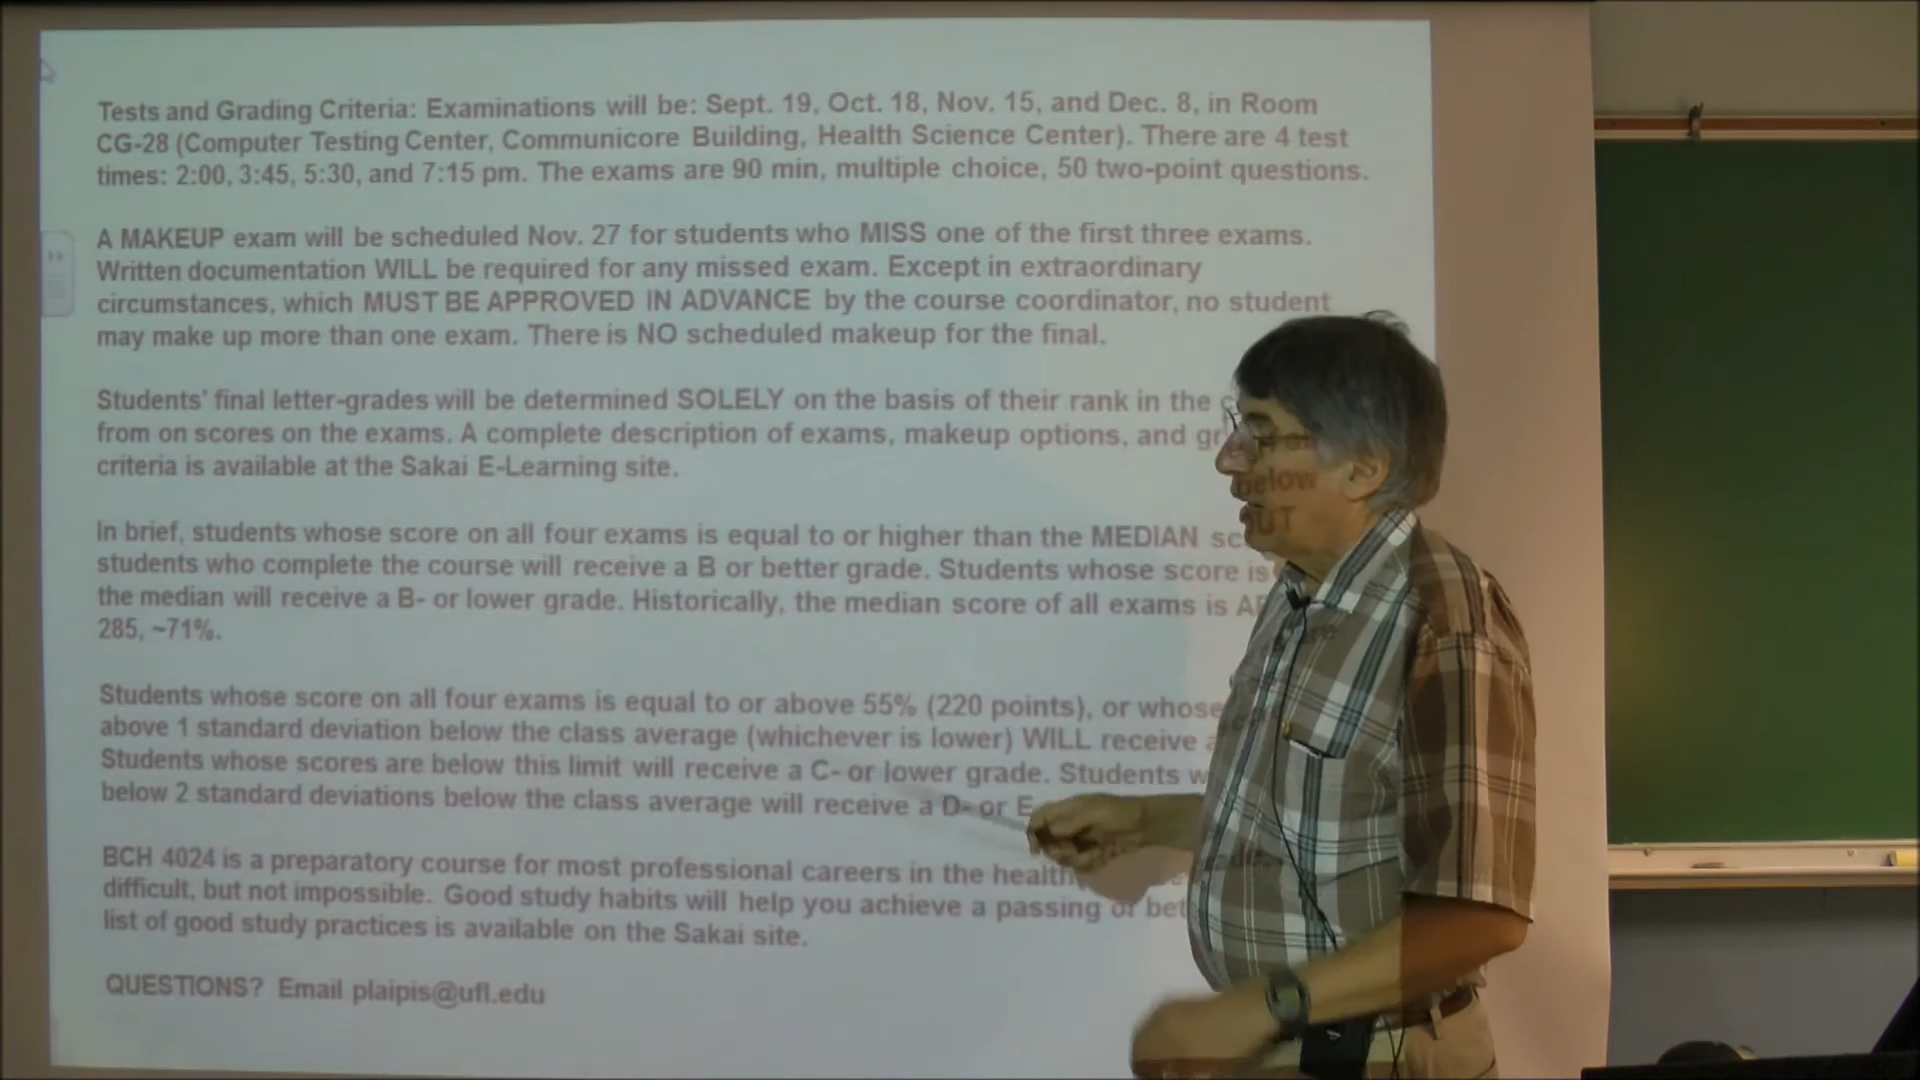 Tests and Grading Criteria: Examinations will be: Sept. 19, Oct. 18, Nov. 15, and Dec. 8, in Room
CG-28 (Computer Testing Center, Communicore Building, Health Science Center). There are 4 test
times: 2:00, 3:45, 5:30, and 7:15 pm. The exams are 90 min, multiple choice, 50 two-point questions.
A MAKEUP exam will be scheduled Nov. 27 for students who MISS one of the first three exams.
Written documentation WILL be required for any missed exam. Except in extraordinary
circumstances, which MUST BE APPROVED IN ADVANCE by the course coordinator, no student
may make up more than one exam. There is NO scheduled makeup for the final.
Students' final letter-grades will be determined SOLELY on the basis of their rank in the
from on scores on the exams. A complete description of exams, makeup options, and
criteria is available at the Sakai E-Learning site.
In brief, students whose score on all four exams is equal to or higher than the MEDIAN
students who complete the course will receive a B or better grade. Students whose score is below
the median will receive a B- or lower grade. Historically, the median score of all exams is
285, ~71%.
Students whose score on all four exams is equal to or above 55% (220 points), or whose
above 1 standard deviation below the class average (whichever is lower) WILL receive a
Students whose scores are below this limit will receive a C- or lower grade. Students
below 2 standard deviations below the class average will receive a D- or E
BCH 4024 is a preparatory course for most professional careers in the health
difficult, but not impossible. Good study habits will help you achieve a passing or
list of good study practices is available on the Sakai site.
QUESTIONS? Email plaipis@ufl.edu